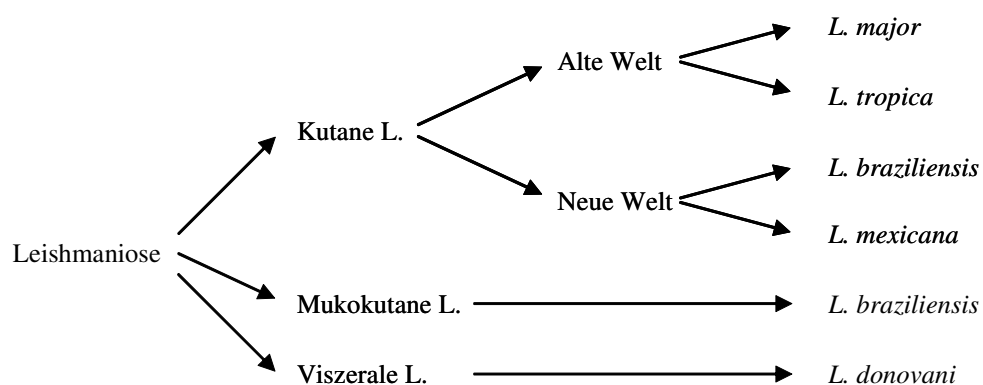 L. major
Alte Welt
L. tropica
Kutane L.
L. braziliensis
Neue Welt
L. mexicana
Leishmaniose
Mukokutane L.
L. braziliensis
Viszerale L.
L. donovani